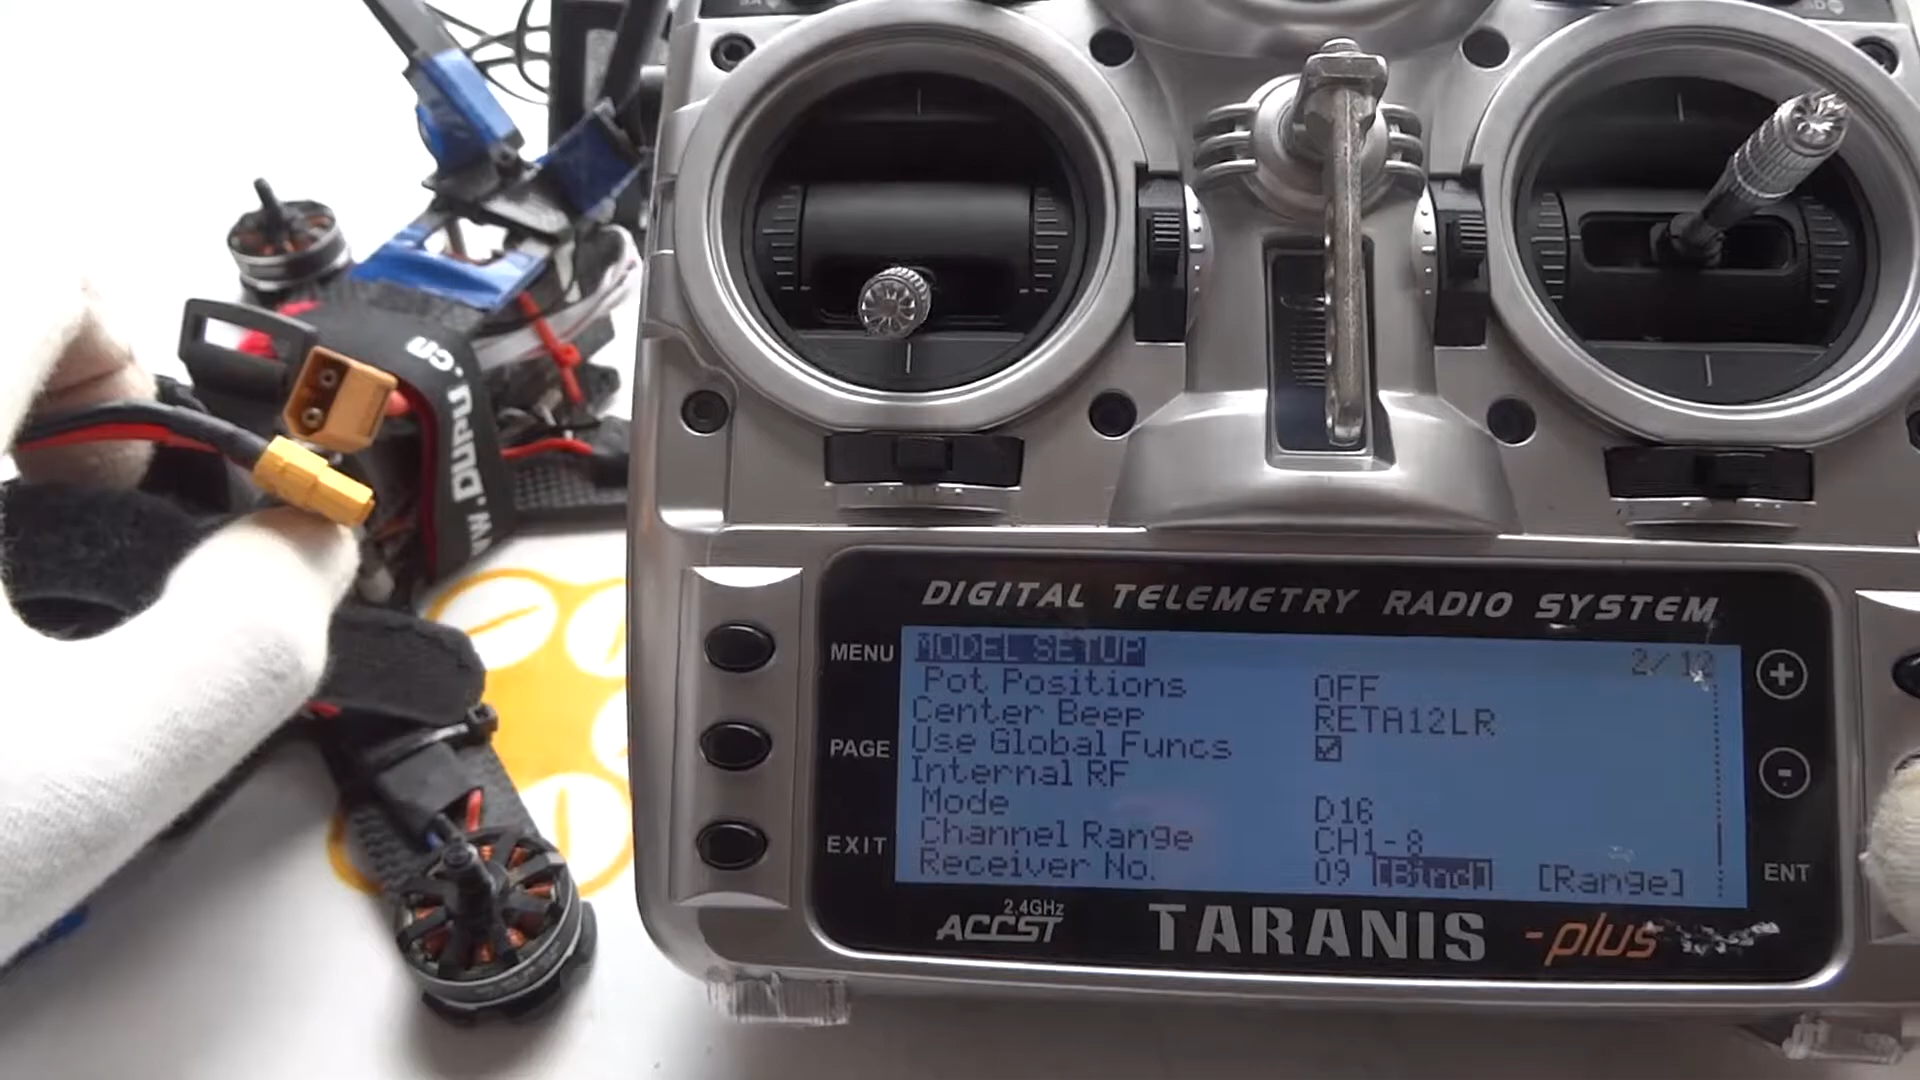 DIGITAL TELEMETRY RADIO SYSTEM
MENU
PAGE
EXIT
MODEL SETUP 2/12
Pot Positions OFF
Center Beep RETA12LR
Use Global Funcs
Internal RF
Mode D16
Channel Range CH1-8
Receiver No. 09 [Bind] [Range]
+
-
ENT
ACCST 2.4GHz
TARANIS -plus